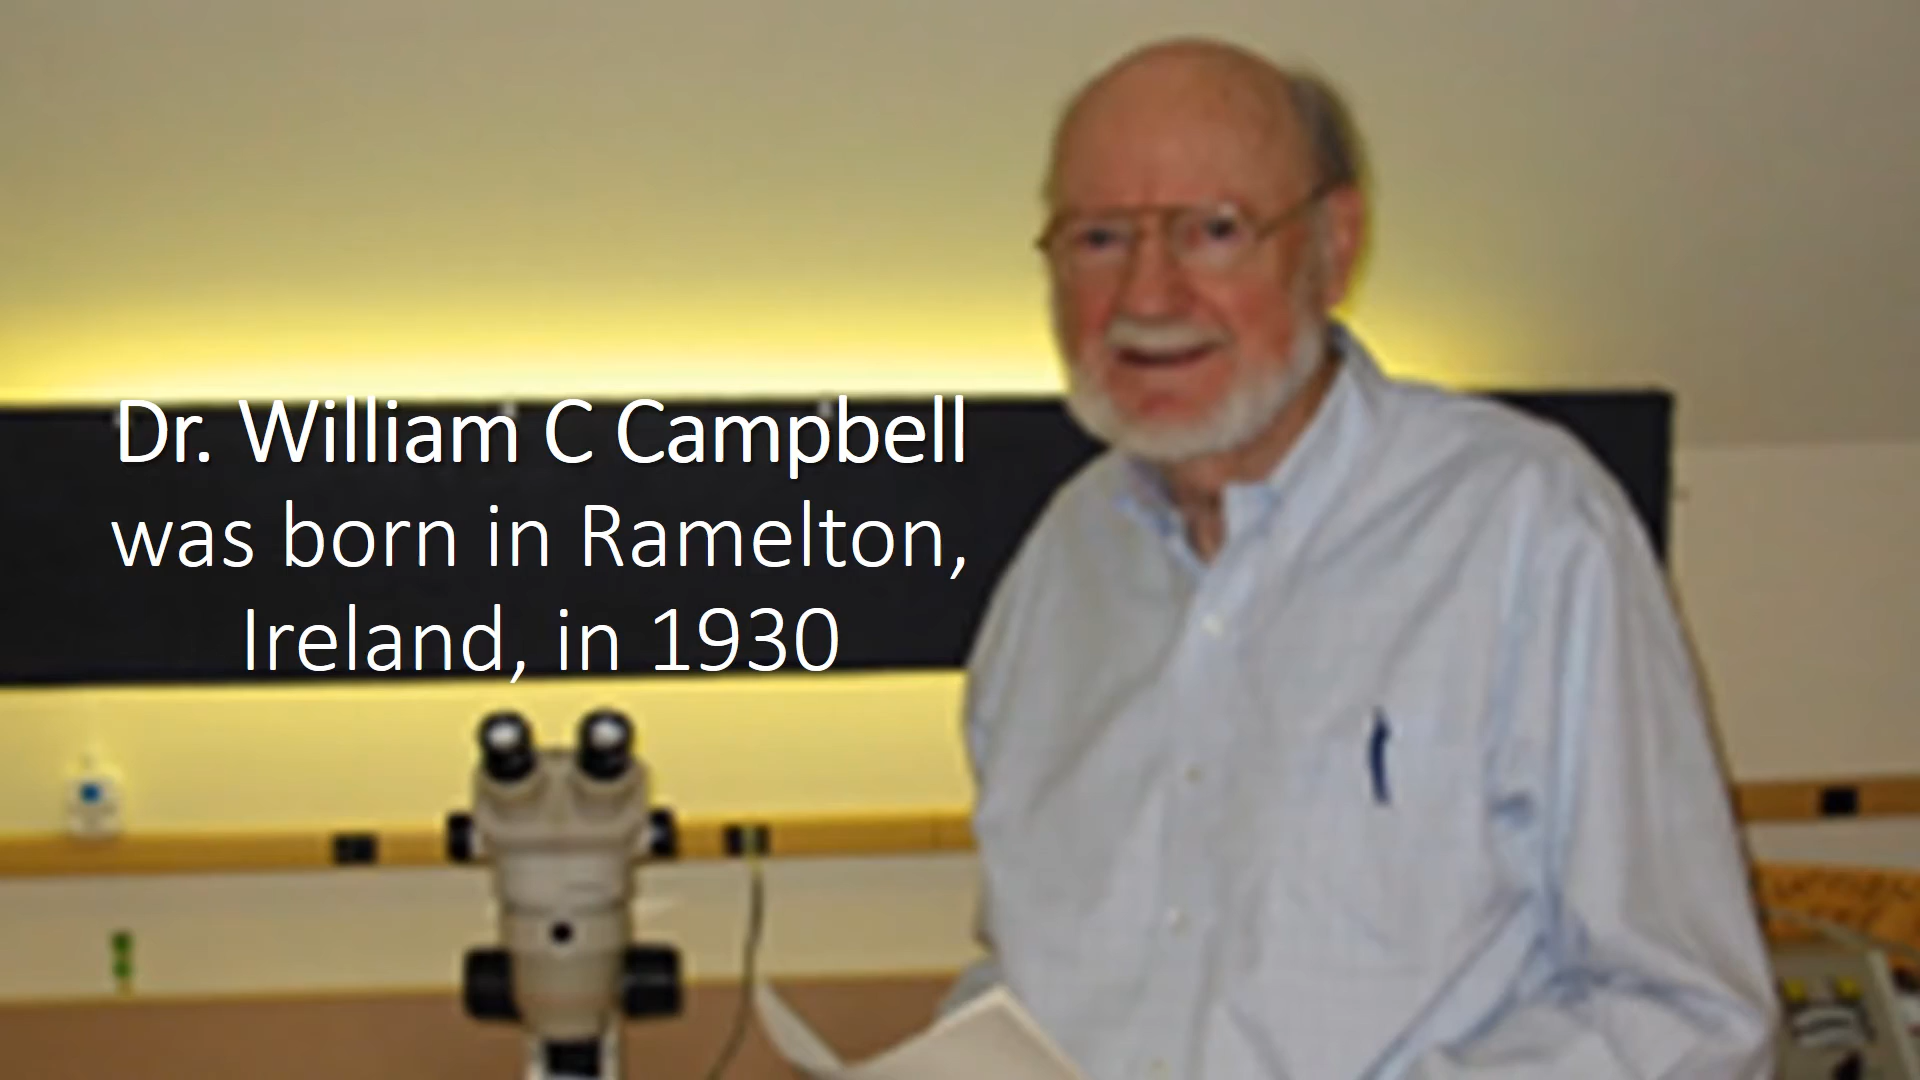 Dr. William C Campbell
was born in Ramelton,
Ireland, in 1930